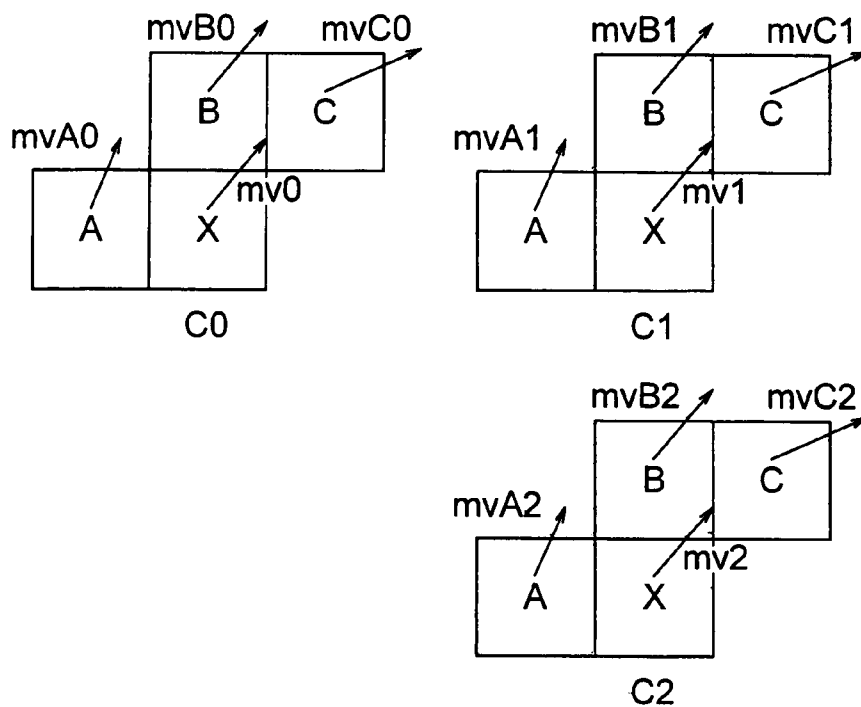 mvB0 mvC0
B C
mvA0
mv0
A X
C0
mvB1 mvC1
B C
mvA1
mv1
A X
C1
mvB2 mvC2
B C
mvA2
mv2
A X
C2